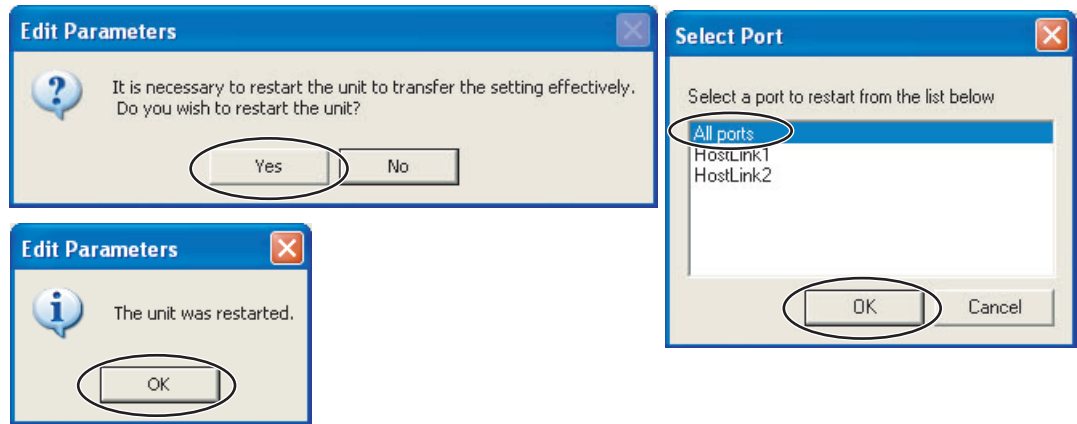 Edit Parameters
It is necessary to restart the unit to transfer the setting effectively.
Do you wish to restart the unit?
Yes
No
Select Port
Select a port to restart from the list below
All ports
HostLink1
HostLink2
OK
Cancel
Edit Parameters
The unit was restarted.
OK